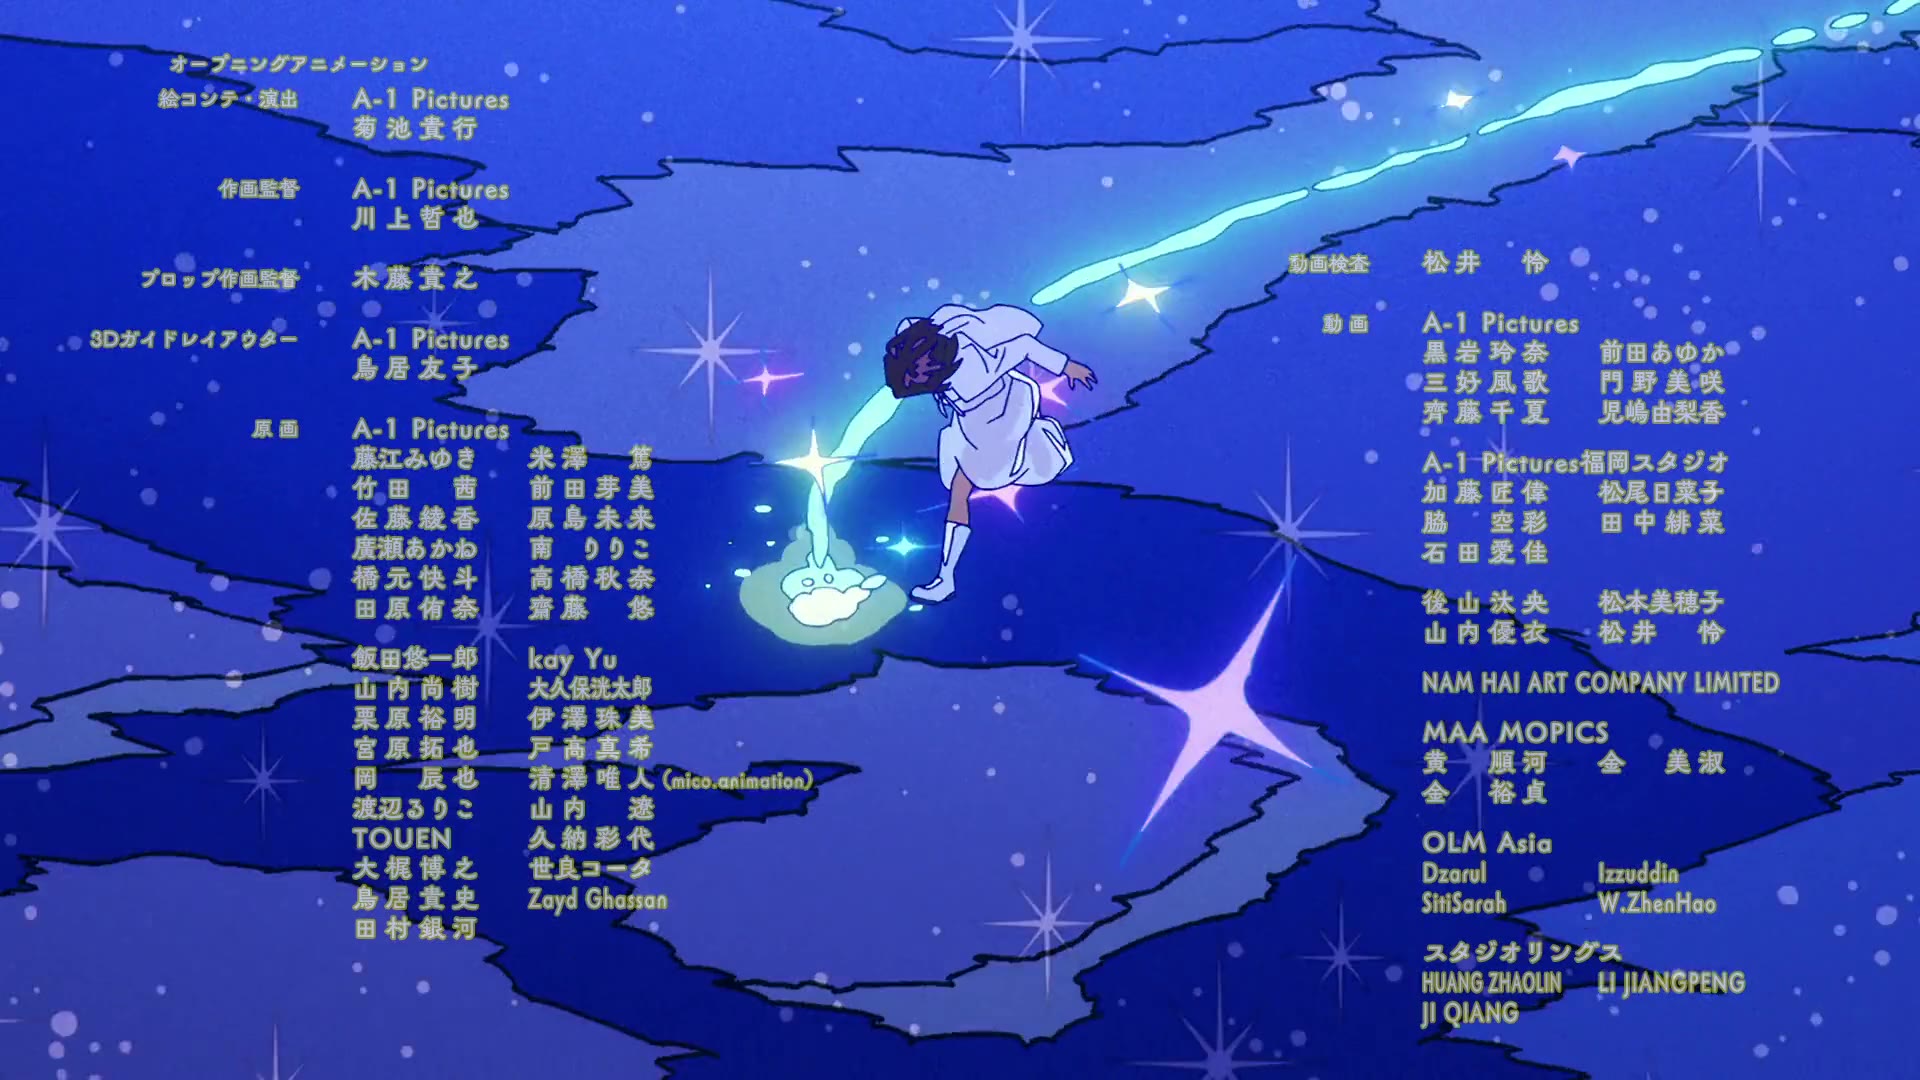 オープニングアニメーション
絵コンテ・演出 A-1 Pictures
菊池貴行
作画監督 A-1 Pictures
川上哲也
プロップ作画監督 木藤貴之
3Dガイドレイアウター A-1 Pictures
鳥居友子
原画 A-1 Pictures
藤江みゆき 米澤 篤
竹田 茜 前田芽美
佐藤綾香 原島未来
廣瀬あかね 南 りりこ
橋元快斗 高橋秋奈
田原侑奈 齋藤 悠
飯田悠一郎 kay Yu
山内尚樹 大久保洸太郎
栗原裕明 伊澤珠美
宮原拓也 戸高真希
岡 辰也 清澤唯人(mico.animation)
渡辺るりこ 山内 遼
TOUEN 久納彩代
大梶博之 世良コータ
鳥居貴史 Zayd Ghassan
田村銀河
動画検査 松井 怜
動画 A-1 Pictures
黒岩玲奈 前田あゆか
三好風歌 門野美咲
齊藤千夏 児嶋由梨香
A-1 Pictures福岡スタジオ
加藤匠偉 松尾日菜子
脇 空彩 田中緋菜
石田愛佳
後山汰央 松本美穂子
山内優衣 松井 怜
NAM HAI ART COMPANY LIMITED
MAA MOPICS
黄 順河 金 美淑
金 裕貞
OLM Asia
Dzarul Izzuddin
SitiSarah W.ZhenHao
スタジオリングス
HUANG ZHAOLIN LI JIANGPENG
JI QIANG